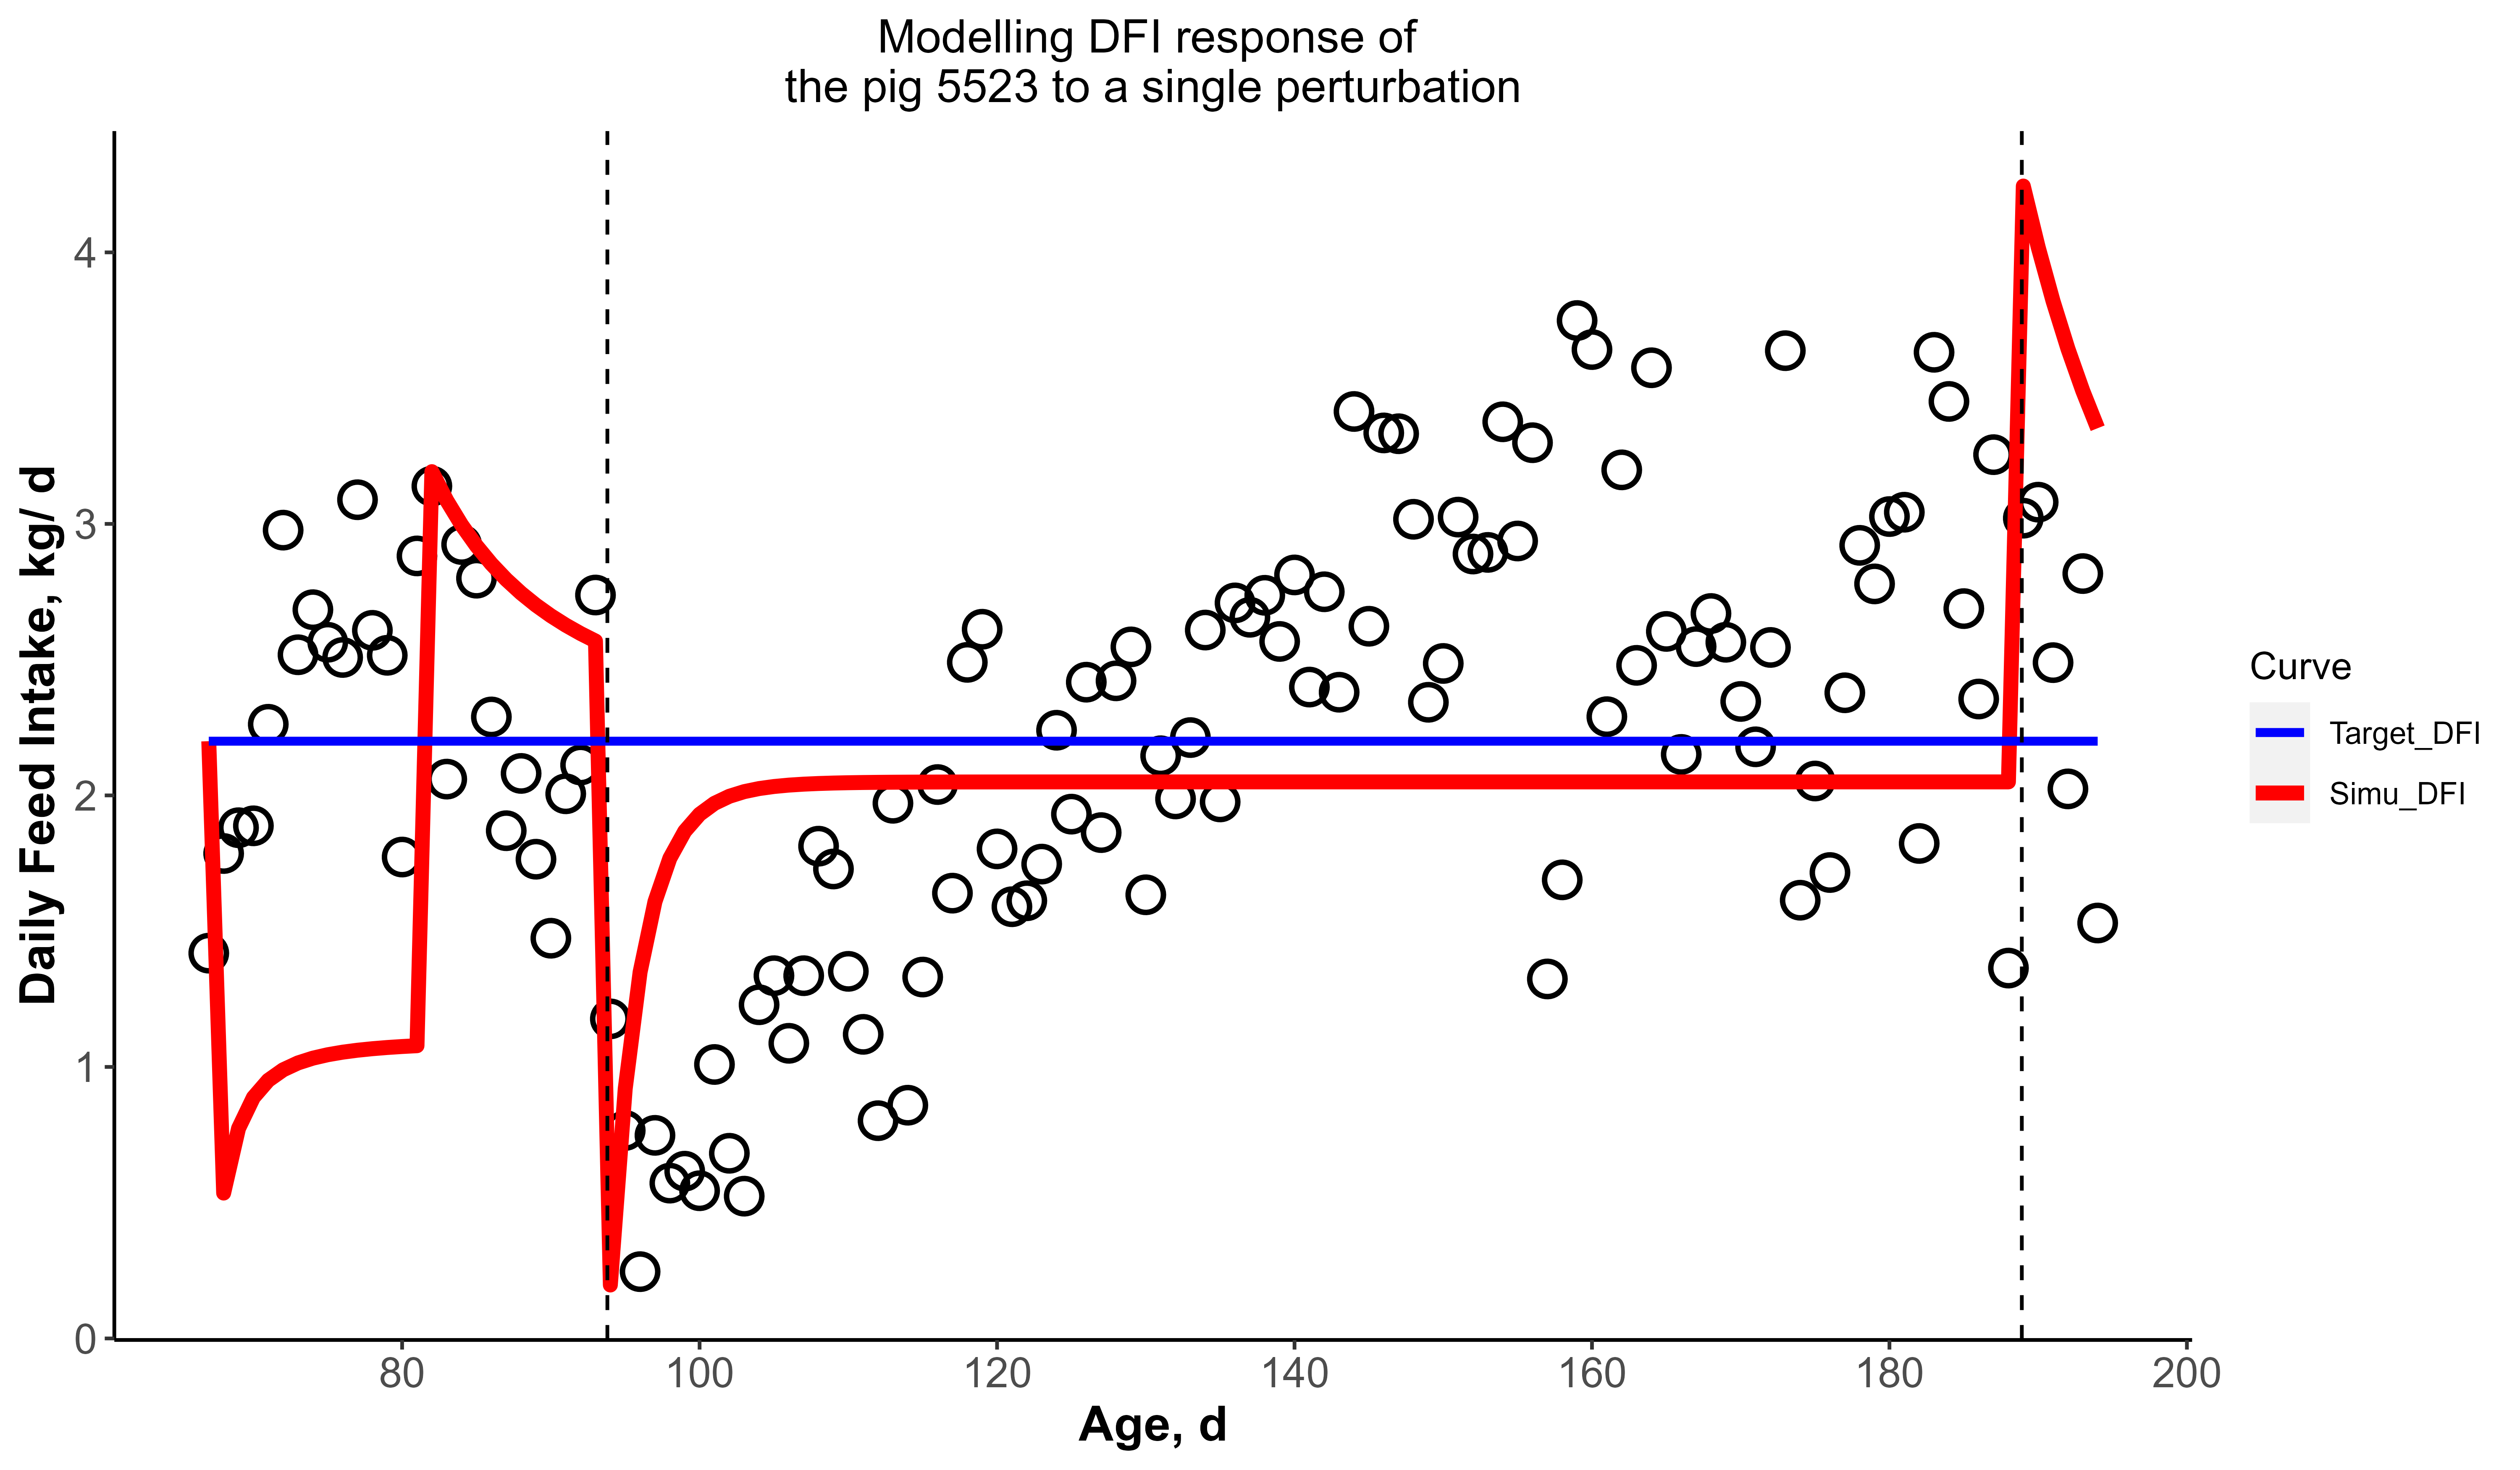 Modelling DFI response of
the pig 5523 to a single perturbation
Daily Feed Intake, kg/ d
4
3
2
1
0
80 100 120 140 160 180 200
Age, d
Curve
Target_DFI
Simu_DFI